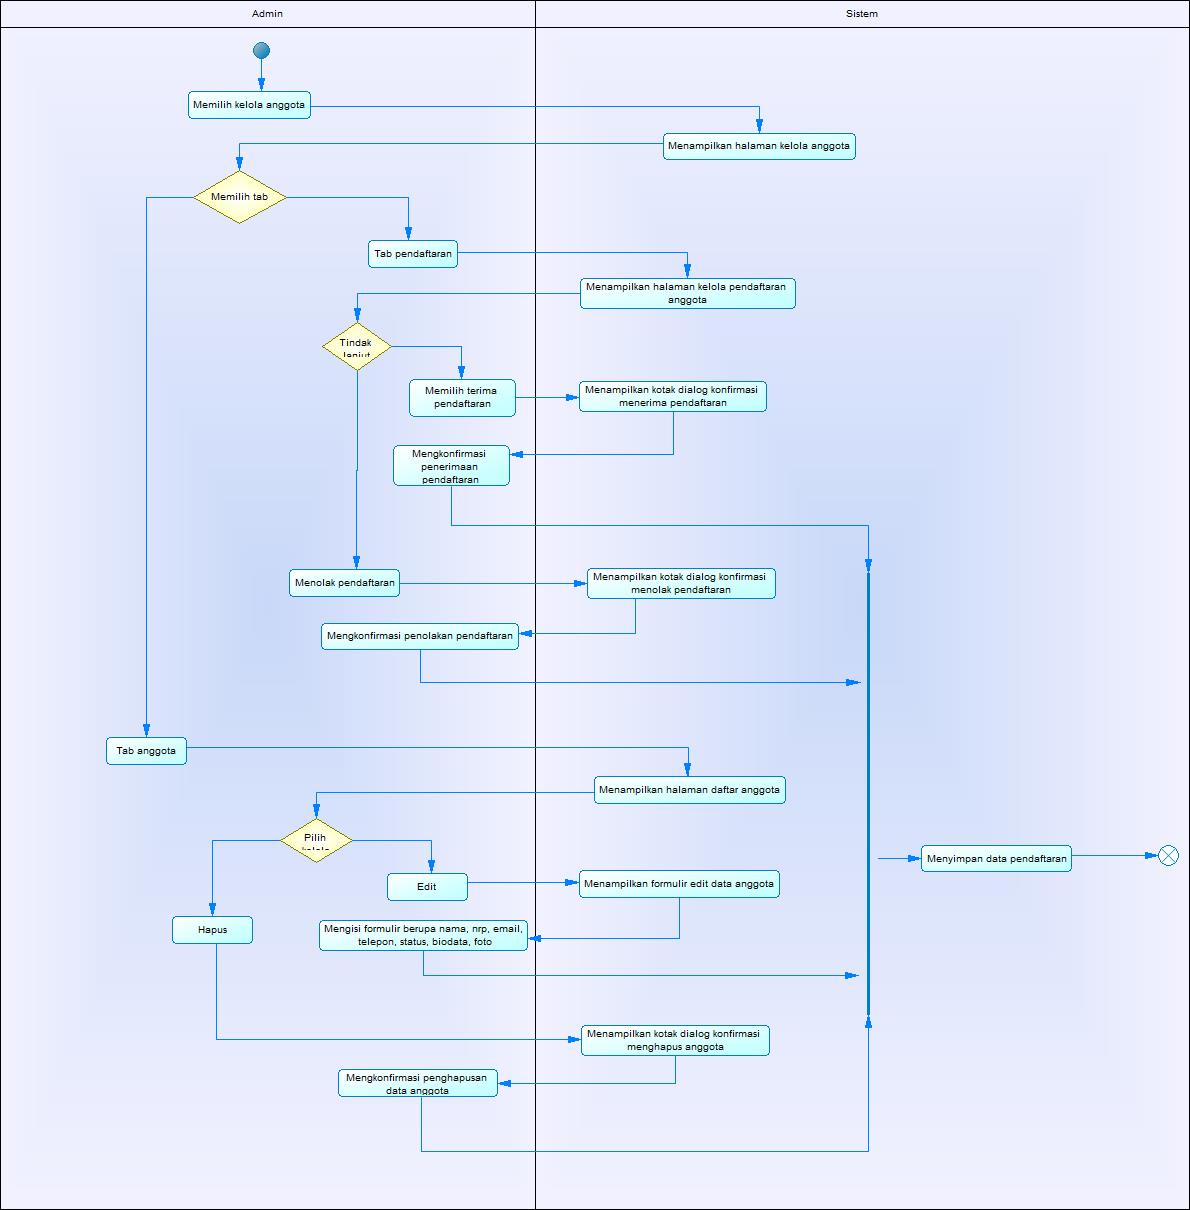 Admin
Sistem
Memilih kelola anggota
Menampilkan halaman kelola anggota
Memilih tab
Tab pendaftaran
Menampilkan halaman kelola pendaftaran
anggota
Tindak
lanjut
Memilih terima
pendaftaran
Menampilkan kotak dialog konfirmasi
menerima pendaftaran
Mengkonfirmasi
penerimaan
pendaftaran
Menolak pendaftaran
Menampilkan kotak dialog konfirmasi
menolak pendaftaran
Mengkonfirmasi penolakan pendaftaran
Tab anggota
Menampilkan halaman daftar anggota
Pilih
kelola
Menyimpan data pendaftaran
Edit
Menampilkan formulir edit data anggota
Hapus
Mengisi formulir berupa nama, nrp, email,
telepon, status, biodata, foto
Menampilkan kotak dialog konfirmasi
menghapus anggota
Mengkonfirmasi penghapusan
data anggota